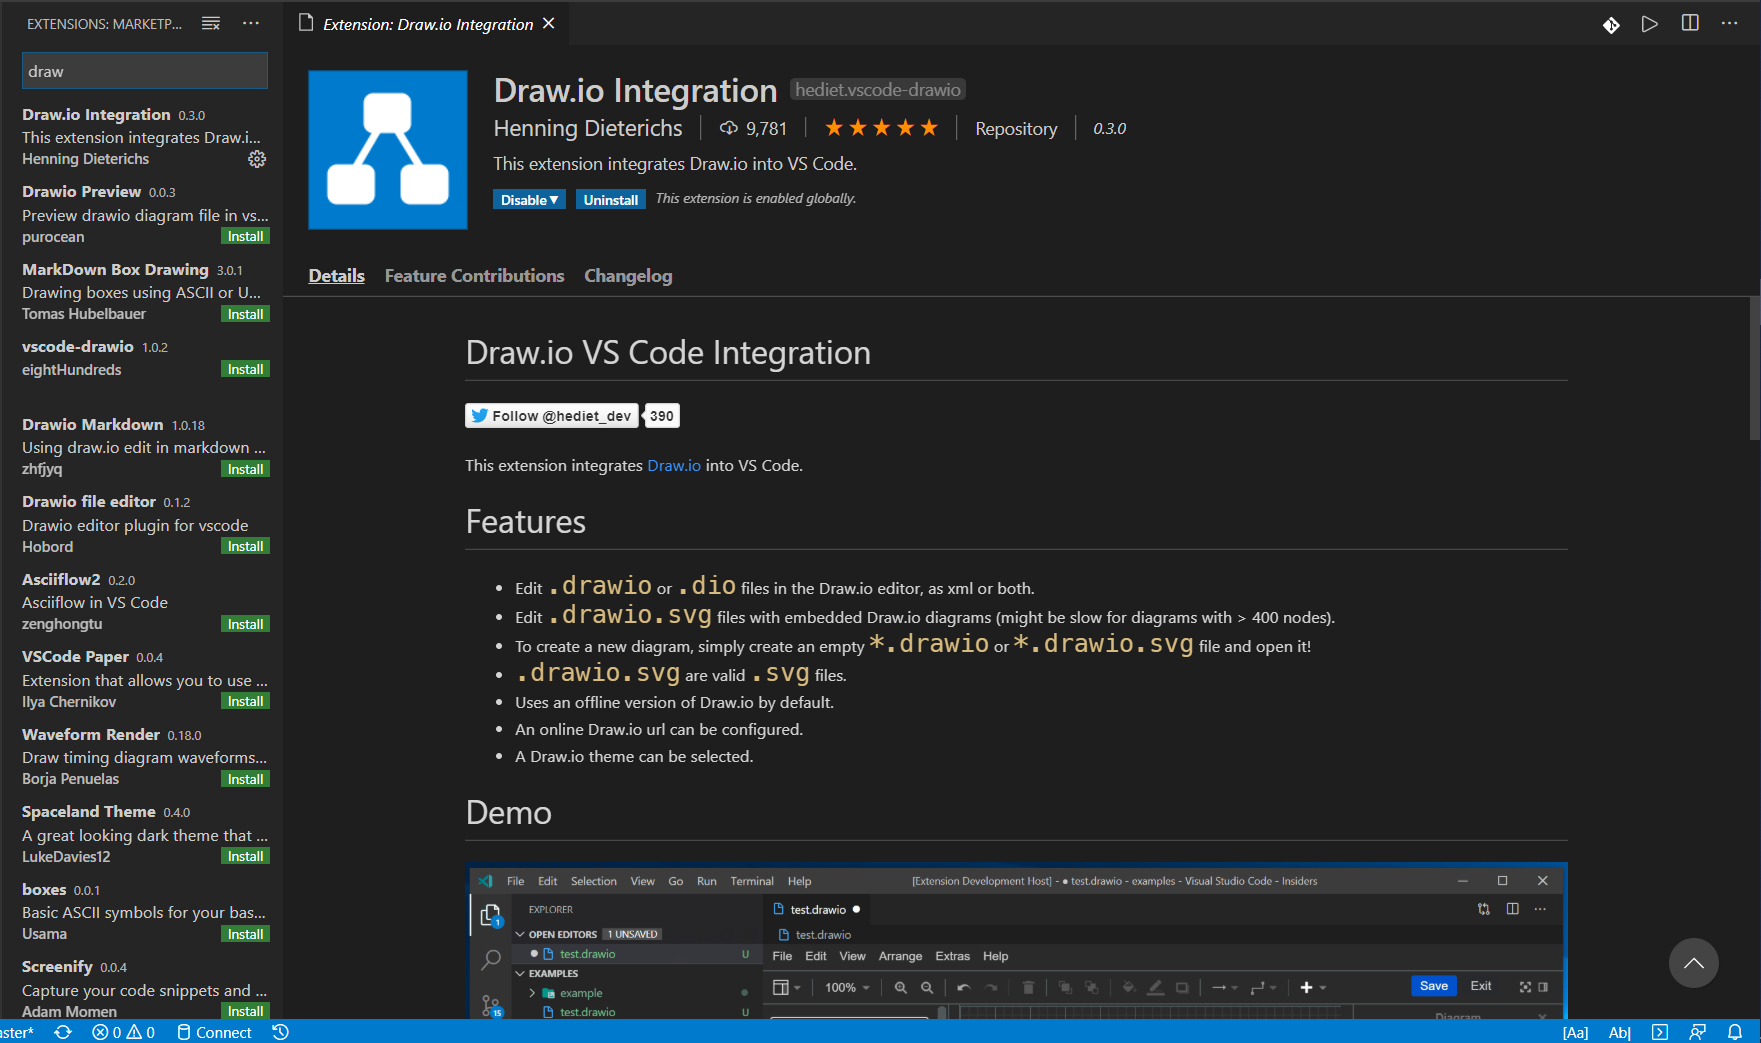 EXTENSIONS: MARKETP...
draw
Draw.io Integration 0.3.0
This extension integrates Draw.i...
Henning Dieterichs
Drawio Preview 0.0.3
Preview drawio diagram file in vs...
purocean Install
MarkDown Box Drawing 3.0.1
Drawing boxes using ASCII or U...
Tomas Hubelbauer Install
vscode-drawio 1.0.2
eightHundreds Install
Drawio Markdown 1.0.18
Using draw.io edit in markdown ...
zhfjyq Install
Drawio file editor 0.1.2
Drawio editor plugin for vscode
Hobord Install
Asciiflow2 0.2.0
Asciiflow in VS Code
zenghongtu Install
VSCode Paper 0.0.4
Extension that allows you to use ...
Ilya Chernikov Install
Waveform Render 0.18.0
Draw timing diagram waveforms...
Borja Penuelas Install
Spaceland Theme 0.4.0
A great looking dark theme that ...
LukeDavies12 Install
boxes 0.0.1
Basic ASCII symbols for your bas...
Usama Install
Screenify 0.0.4
Capture your code snippets and ...
Adam Momen Install
Extension: Draw.io Integration
Draw.io Integration hediet.vscode-drawio
Henning Dieterichs 9,781 Repository 0.3.0
This extension integrates Draw.io into VS Code.
Disable Uninstall This extension is enabled globally.
Details Feature Contributions Changelog
Draw.io VS Code Integration
Follow @hediet_dev 390
This extension integrates Draw.io into VS Code.
Features
• Edit .drawio or .dio files in the Draw.io editor, as xml or both.
• Edit .drawio.svg files with embedded Draw.io diagrams (might be slow for diagrams with > 400 nodes).
• To create a new diagram, simply create an empty *.drawio or *.drawio.svg file and open it!
• .drawio.svg are valid .svg files.
• Uses an offline version of Draw.io by default.
• An online Draw.io url can be configured.
• A Draw.io theme can be selected.
Demo
File Edit Selection View Go Run Terminal Help [Extension Development Host] - ● test.drawio - examples - Visual Studio Code - Insiders
1
15
EXPLORER
OPEN EDITORS 1 UNSAVED
test.drawio U
EXAMPLES
example
test.drawio U
test.drawio
test.drawio
File Edit View Arrange Extras Help
100% Save Exit
Diagram
ster* 0 0 Connect [Aa] Ab|